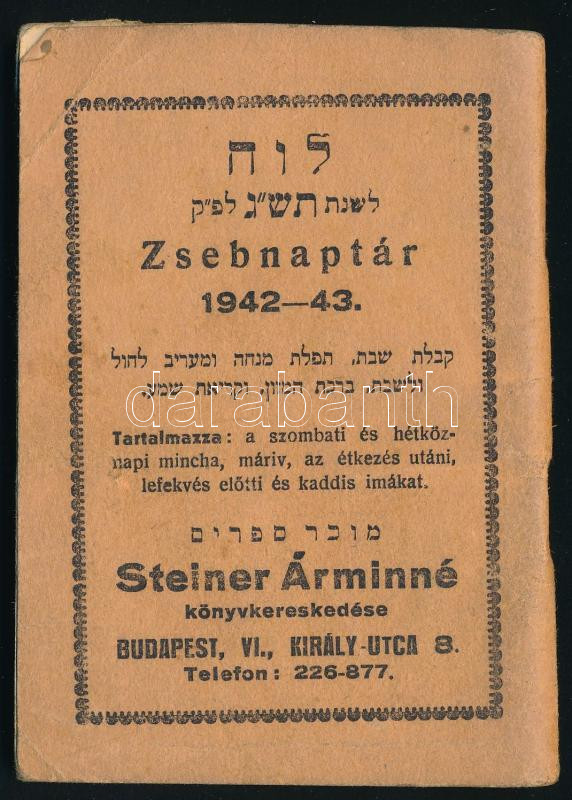 לוח
לשנת תש"ג לפ"ק
Zsebnaptár
1942—43.
קבלת שבת, תפלת מנחה ומעריב לחול
ולשבת, ברכת המזון, וקריאת שמע.
darabanth
Tartalmazza: a szombati és hétköz-
napi mincha, máriv, az étkezés utáni,
lefekvés előtti és kaddis imákat.
מוכר ספרים
Steiner Árminné
könyvkereskedése
BUDAPEST, VI., KIRÁLY-UTCA 8.
Telefon: 226-877.